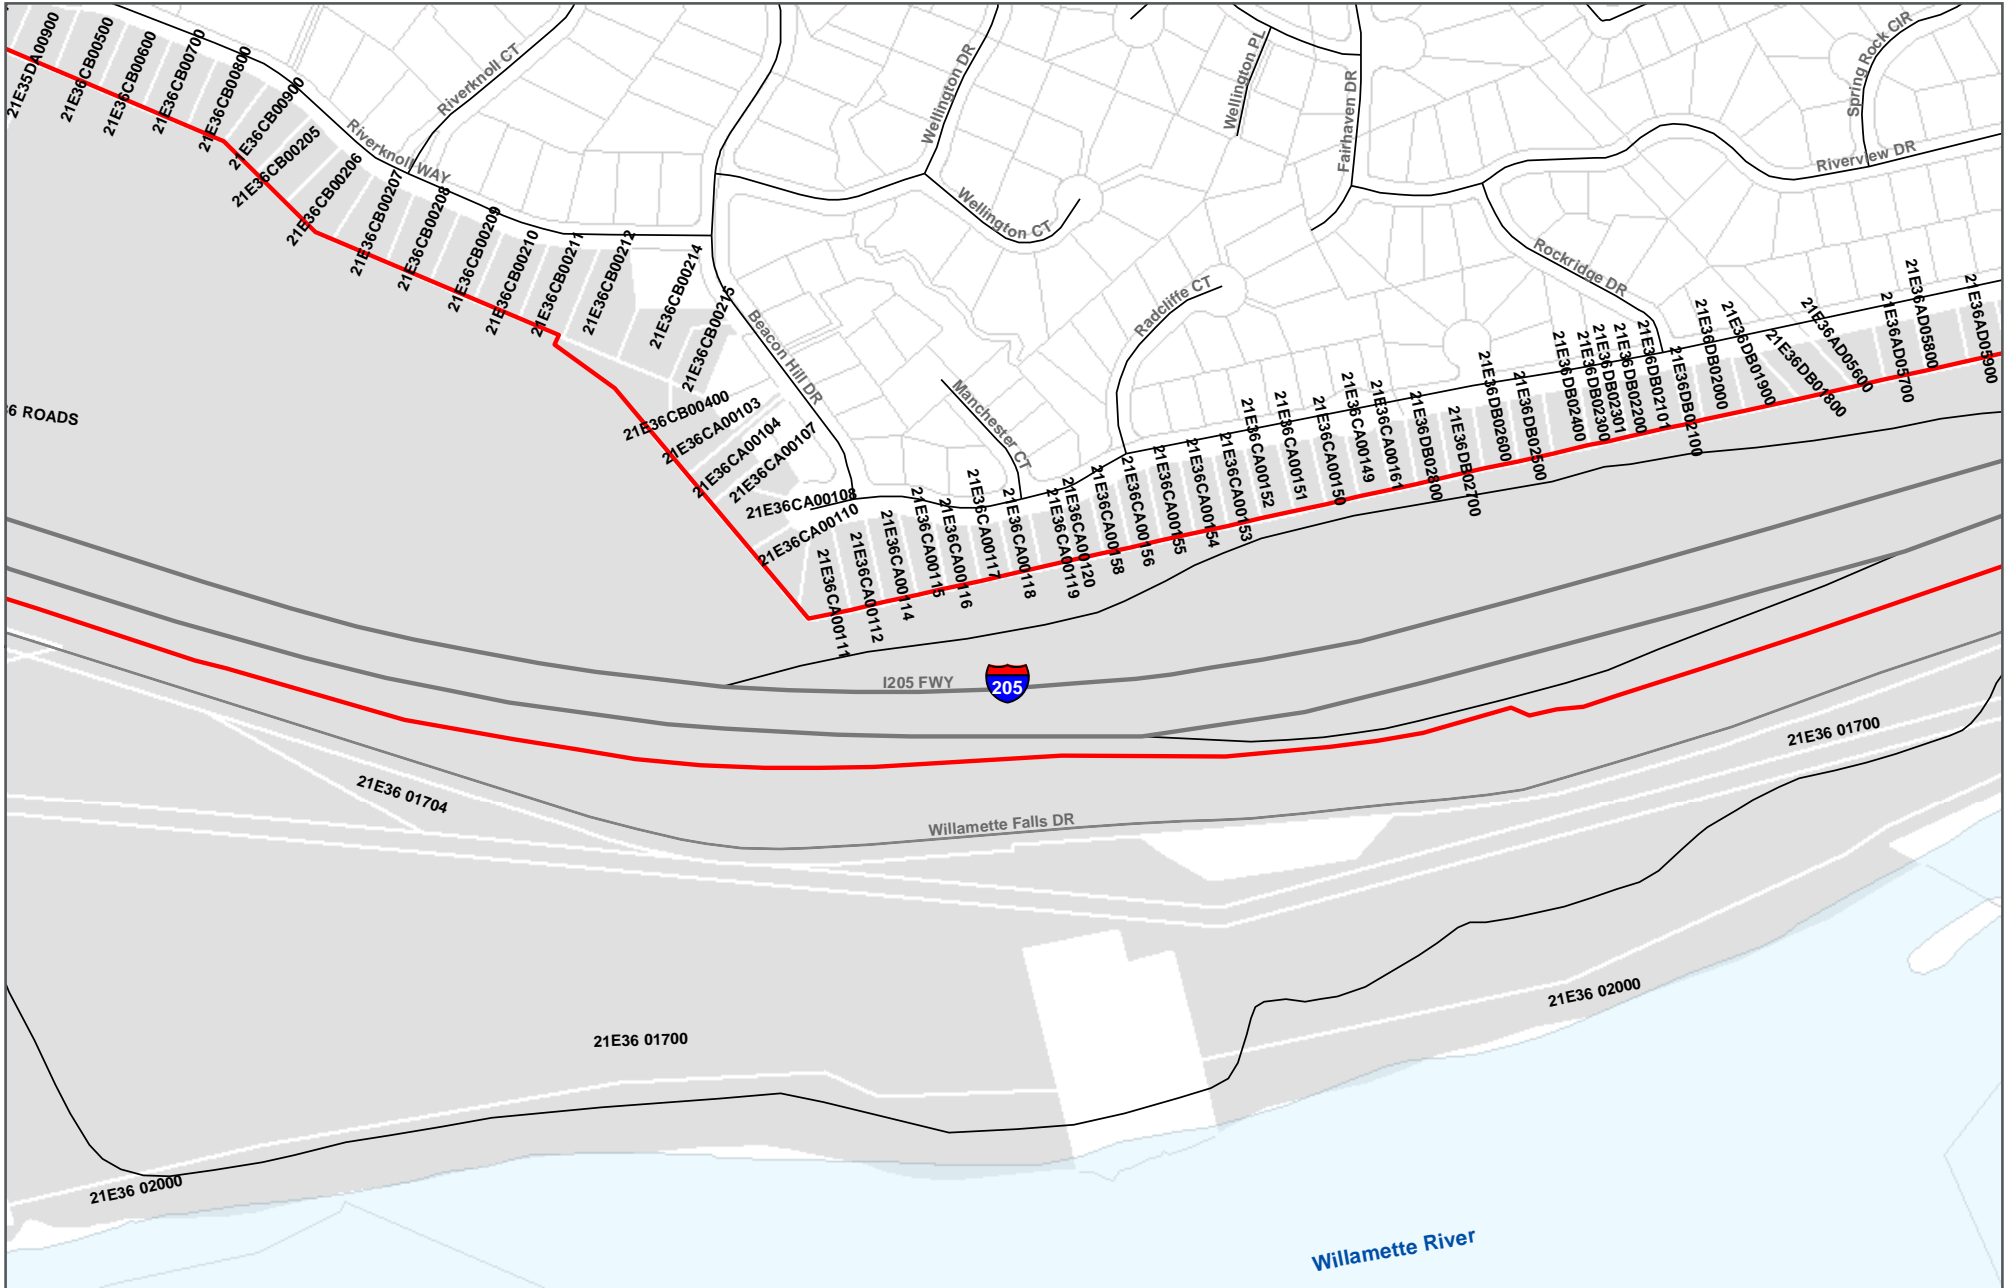 21E35DA00900
21E36CB00500
21E36CB00600
21E36CB00700
21E36CB00800
21E36CB00900
21E36CB00205
21E36CB00206
21E36CB00207
21E36CB00208
21E36CB00209
21E36CB00210
21E36CB00211
21E36CB00212
21E36CB00214
21E36CB00215
Riverknoll CT
Riverknoll WAY
Wellington DR
Wellington CT
Wellington PL
Fairhaven DR
Spring Rock CIR
Riverview DR
Rockridge DR
Radcliffe CT
Beacon Hill DR
Manchester CT
36 ROADS
21E36CB00400
21E36CA00103
21E36CA00104
21E36CA00107
21E36CA00108
21E36CA00110
21E36CA00111
21E36CA00112
21E36CA00114
21E36CA00115
21E36CA00116
21E36CA00117
21E36CA00118
21E36CA00119
21E36CA00120
21E36CA00158
21E36CA00156
21E36CA00155
21E36CA00154
21E36CA00153
21E36CA00152
21E36CA00151
21E36CA00150
21E36CA00149
21E36CA00161
21E36DB02800
21E36DB02700
21E36DB02600
21E36DB02500
21E36DB02400
21E36DB02300
21E36DB02301
21E36DB02200
21E36DB02101
21E36DB02100
21E36DB02000
21E36DB01900
21E36DB01800
21E36AD05600
21E36AD05700
21E36AD05800
21E36AD05900
I205 FWY
205
21E36 01700
21E36 01704
Willamette Falls DR
21E36 02000
21E36 01700
21E36 02000
Willamette River